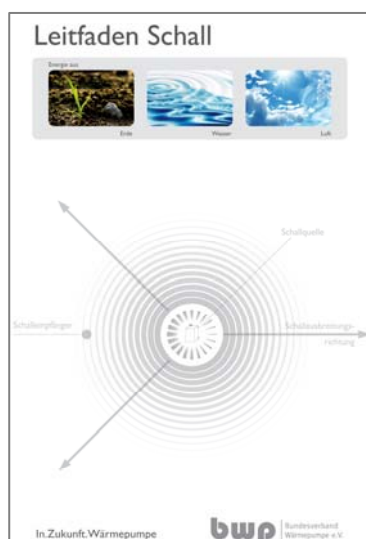 Leitfaden Schall
Energie aus
Erde
Wasser
Luft
Schallquelle
Schallempfänger
Schallausbreitungs-
richtung
In.Zukunft.Wärmepumpe
bwp
Bundesverband
Wärmepumpe e.V.